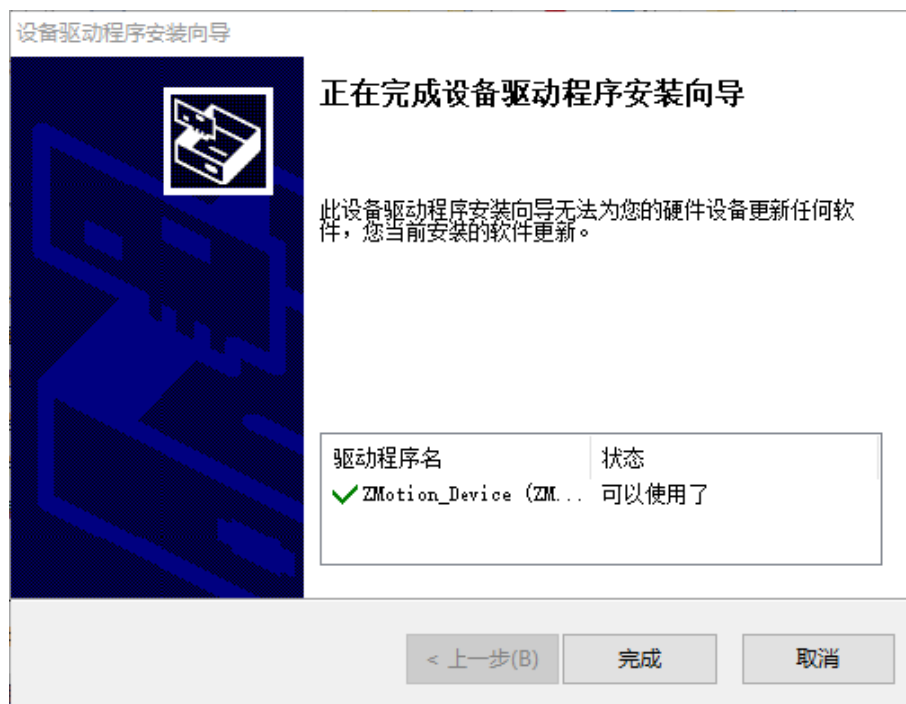 设备驱动程序安装向导
正在完成设备驱动程序安装向导
此设备驱动程序安装向导无法为您的硬件设备更新任何软
件，您当前安装的软件更新。
驱动程序名 状态
ZMotion_Device (ZM... 可以使用了
< 上一步(B) 完成 取消